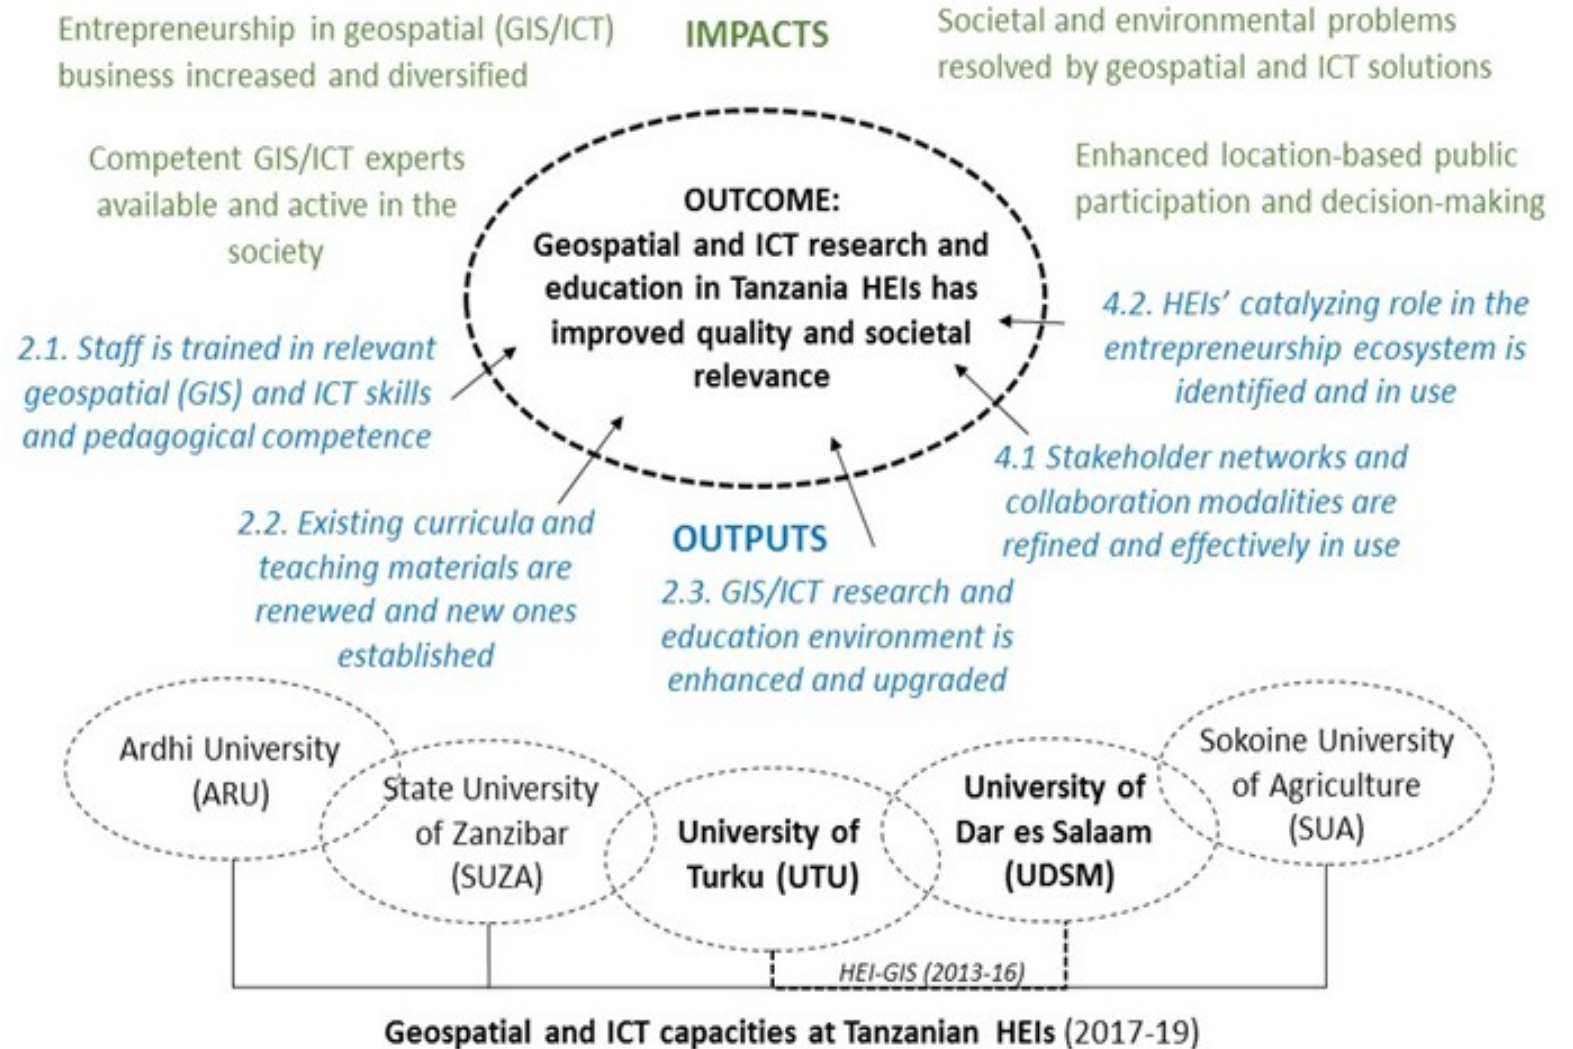 Entrepreneurship in geospatial (GIS/ICT)
business increased and diversified
IMPACTS
Societal and environmental problems
resolved by geospatial and ICT solutions
Competent GIS/ICT experts
available and active in the
society
Enhanced location-based public
participation and decision-making
OUTCOME:
Geospatial and ICT research and
education in Tanzania HEIs has
improved quality and societal
relevance
2.1. Staff is trained in relevant
geospatial (GIS) and ICT skills
and pedagogical competence
4.2. HEIs’ catalyzing role in the
entrepreneurship ecosystem is
identified and in use
4.1 Stakeholder networks and
collaboration modalities are
refined and effectively in use
2.2. Existing curricula and
teaching materials are
renewed and new ones
established
OUTPUTS
2.3. GIS/ICT research and
education environment is
enhanced and upgraded
Ardhi University
(ARU)
State University
of Zanzibar
(SUZA)
University of
Turku (UTU)
University of
Dar es Salaam
(UDSM)
Sokoine University
of Agriculture
(SUA)
HEI-GIS (2013-16)
Geospatial and ICT capacities at Tanzanian HEIs (2017-19)